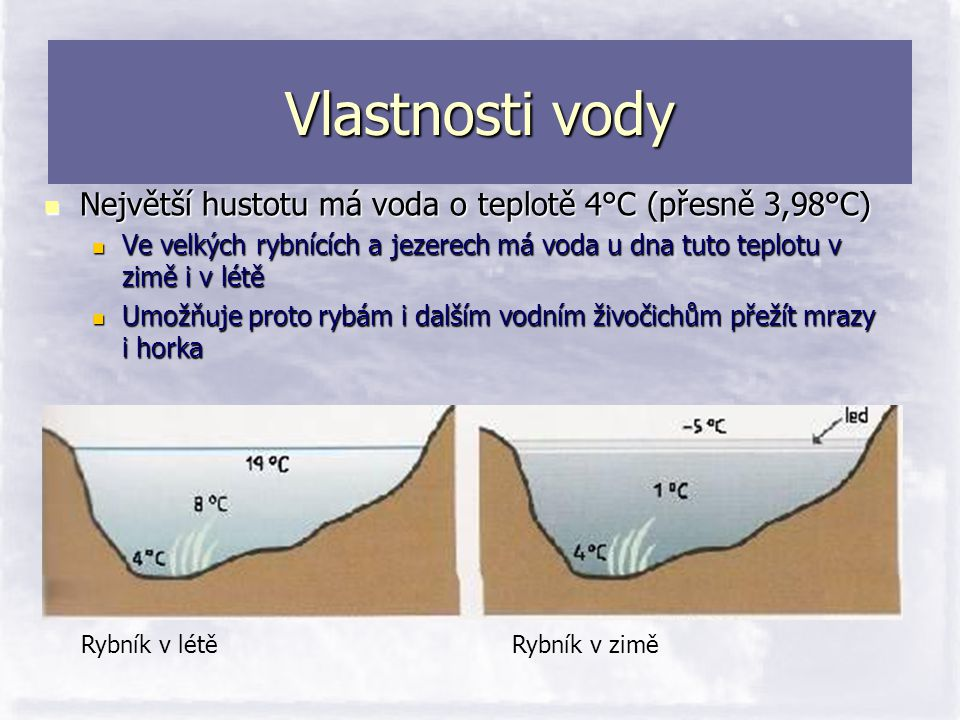 Vlastnosti vody
Největší hustotu má voda o teplotě 4°C (přesně 3,98°C)
Ve velkých rybnících a jezerech má voda u dna tuto teplotu v
zimě i v létě
Umožňuje proto rybám i dalším vodním živočichům přežít mrazy
i horka
19 °C
8 °C
4 °C
-5 °C
led
1 °C
4 °C
Rybník v létě
Rybník v zimě